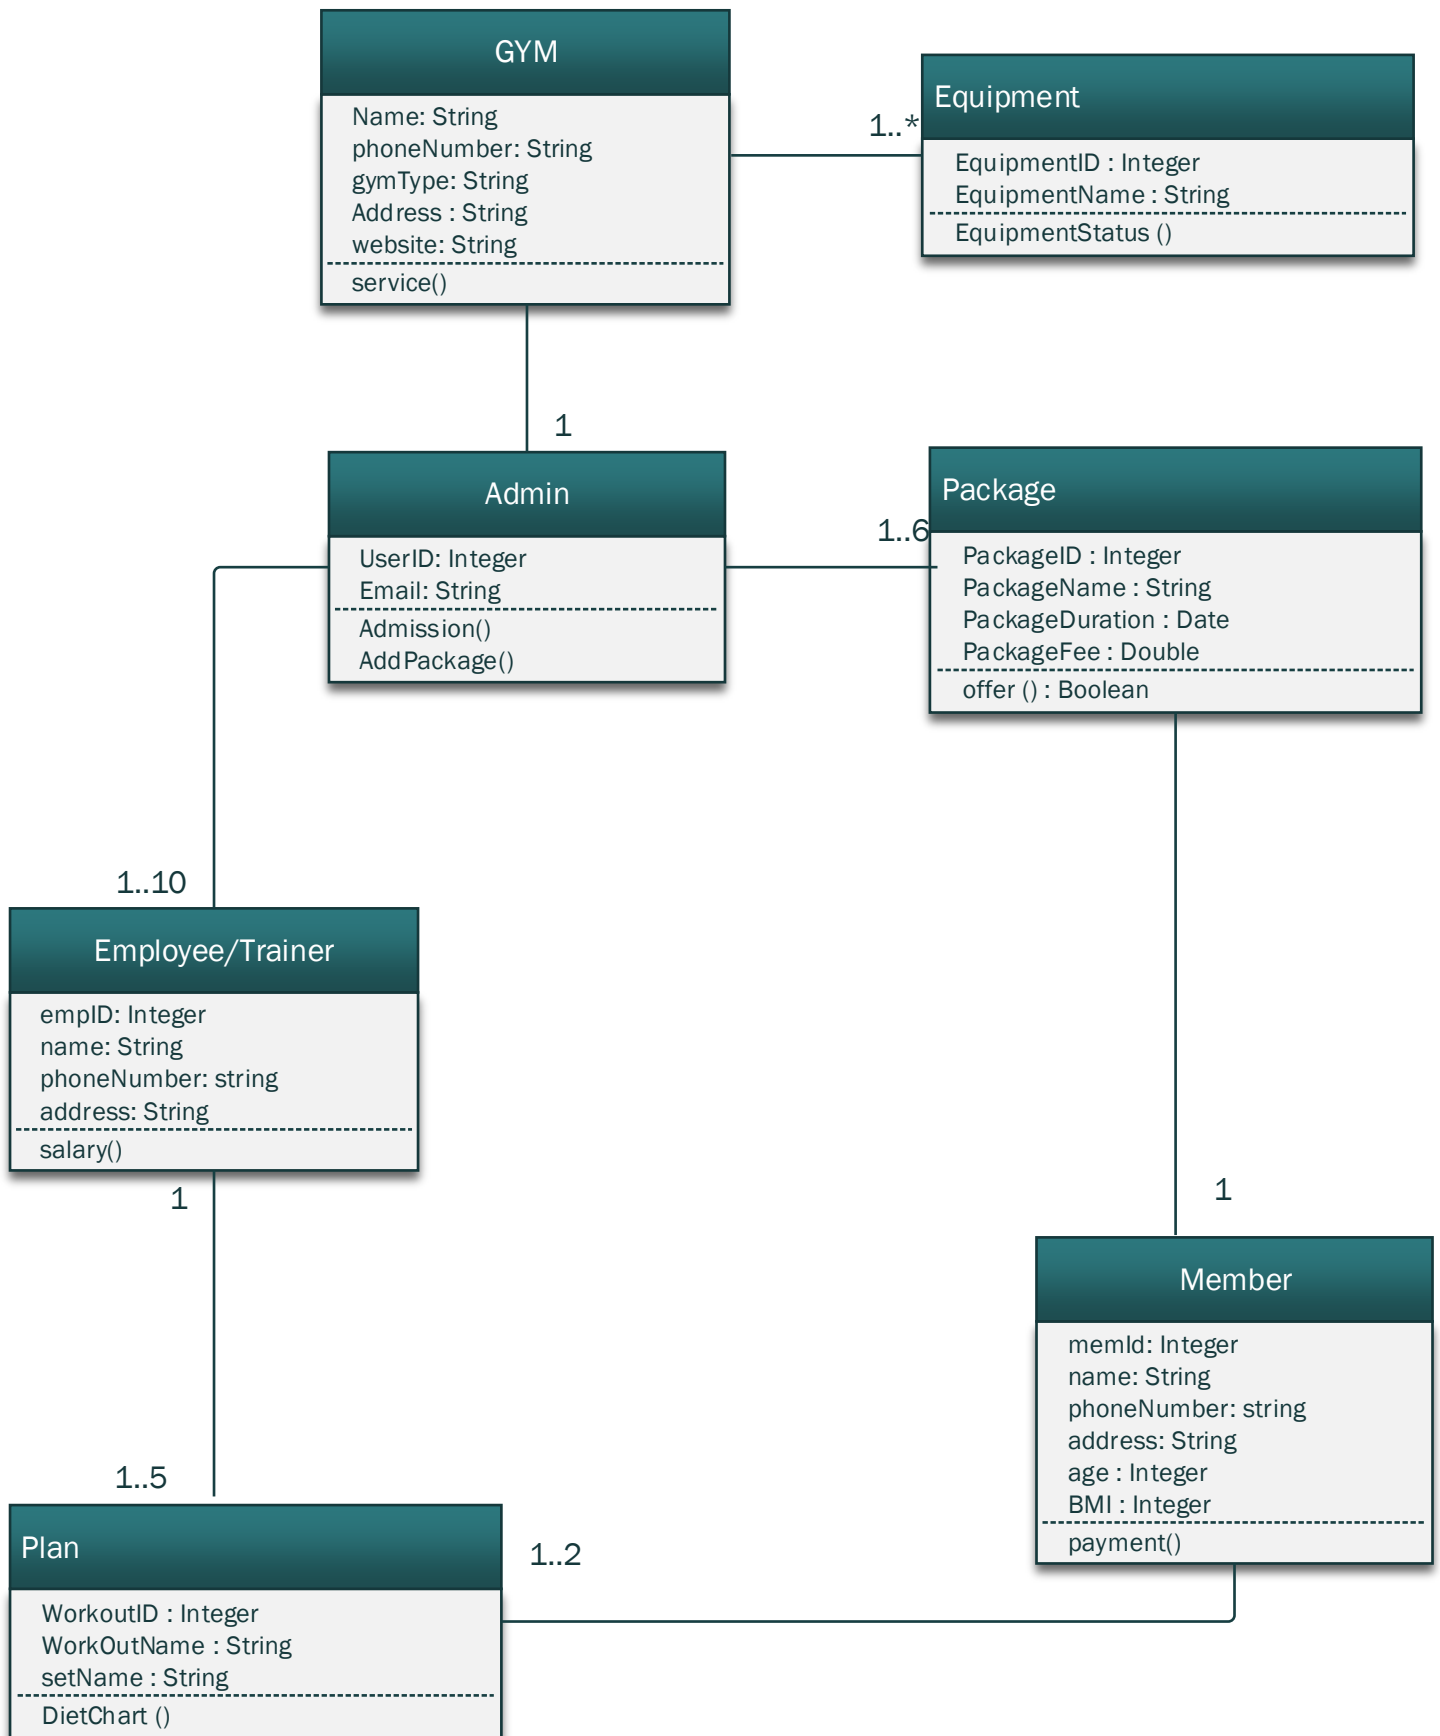 GYM
Name: String
phoneNumber: String
gymType: String
Address : String
website: String
service()
1..*
Equipment
EquipmentID : Integer
EquipmentName : String
EquipmentStatus ()
1
Admin
UserID: Integer
Email: String
Admission()
AddPackage()
1..6
Package
PackageID : Integer
PackageName : String
PackageDuration : Date
PackageFee : Double
offer () : Boolean
1..10
Employee/Trainer
empID: Integer
name: String
phoneNumber: string
address: String
salary()
1
1
Member
memId: Integer
name: String
phoneNumber: string
address: String
age : Integer
BMI : Integer
payment()
1..5
Plan
1..2
WorkoutID : Integer
WorkOutName : String
setName : String
DietChart ()